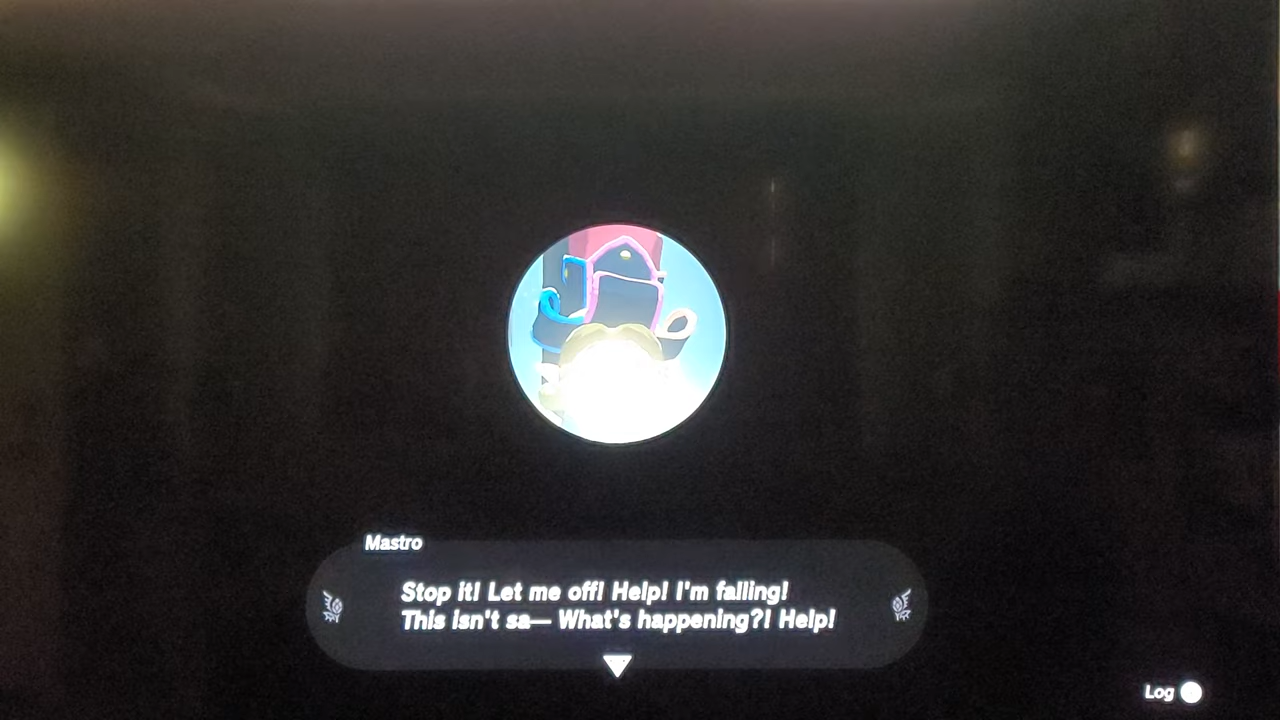 Mastro
Stop it! Let me off! Help! I'm falling!
This isn't sa— What's happening?! Help!
Log